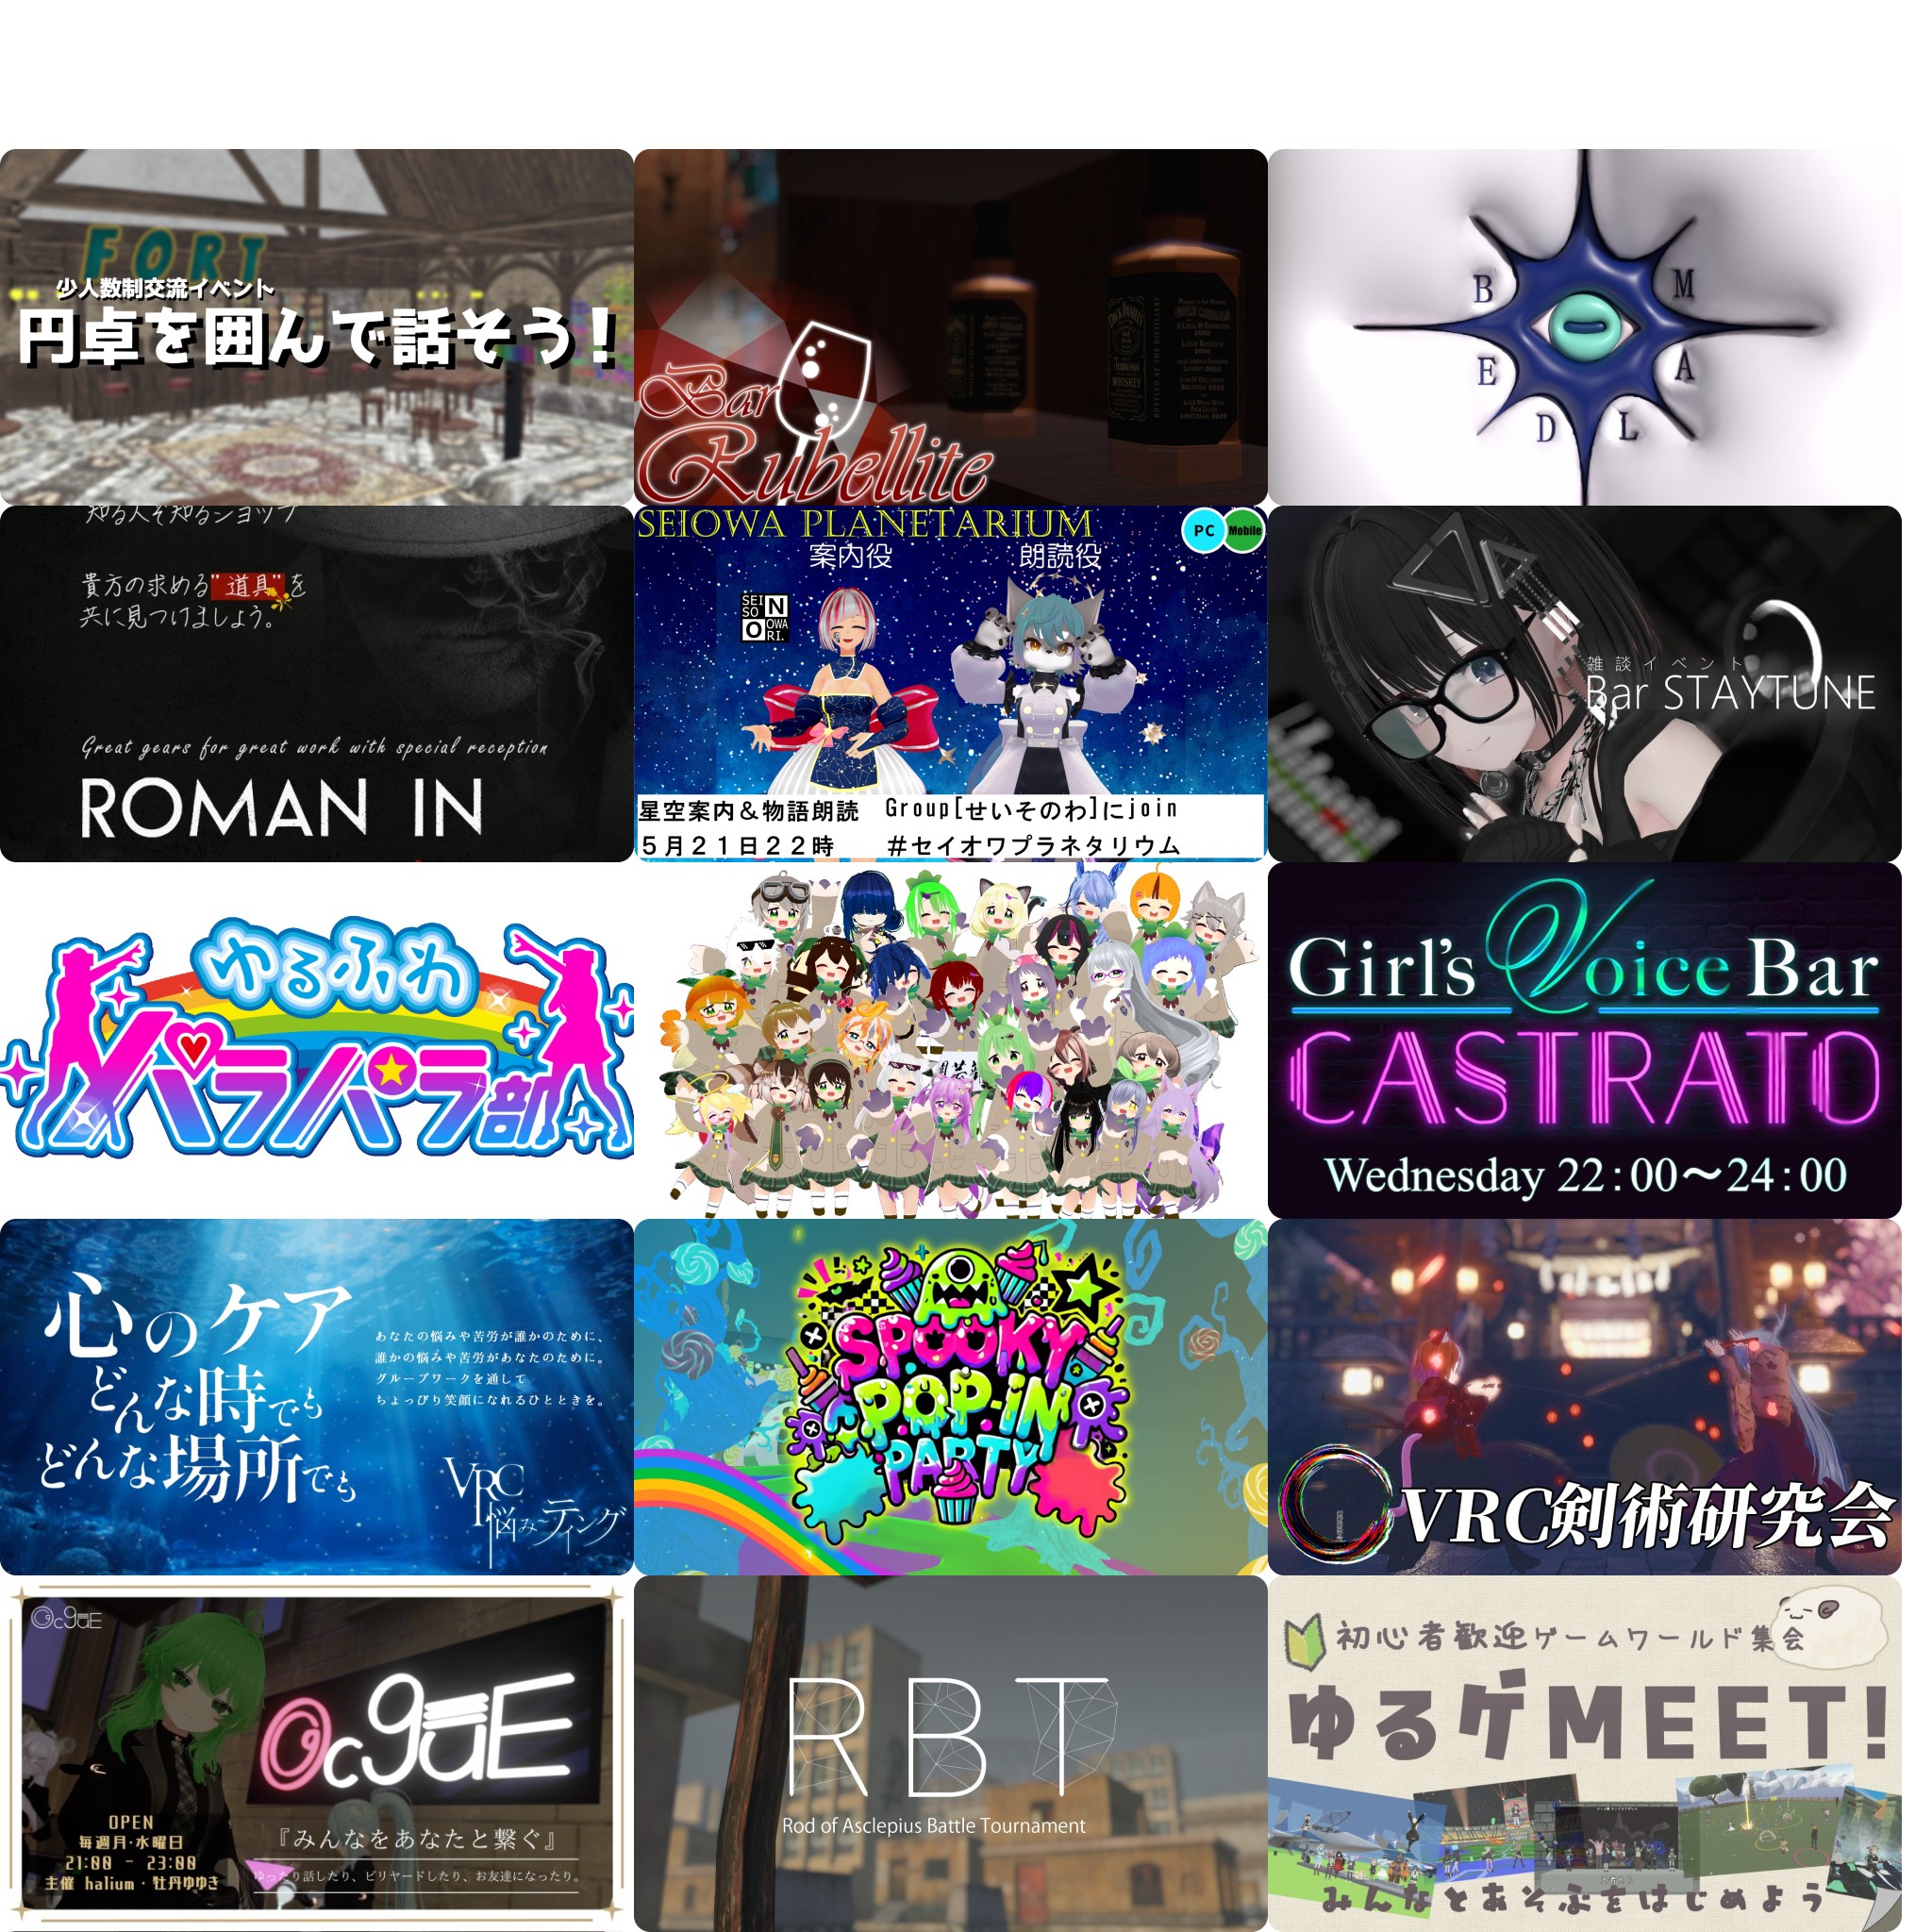 FORT
少人数制交流イベント
円卓を囲んで話そう!
Bar
Rubellite
B M
E A
D L
知る人ぞ知るショップ
貴方の求める"道具"を
共に見つけましょう。
Great gears for great work with special reception
ROMAN IN
SEIOWA PLANETARIUM
PC Mobile
案内役 朗読役
SEI N
SO
O OWA
RI.
星空案内&物語朗読 Group[せいそのわ]にjoin
5月21日22時 #セイオワプラネタリウム
雑談イベント
Bar STAYTUNE
ゆるふわ
パラパラ部
Girl's Voice Bar
CASTRATO
Wednesday 22:00~24:00
心のケア
どんな時でも
どんな場所でも
あなたの悩みや苦労が誰かのために、
誰かの悩みや苦労があなたのために。
グループワークを通して
ちょっぴり笑顔になれるひとときを。
VRC
悩みーティング
SPOOKY
POP-IN
PARTY
VRC剣術研究会
OcguE
OcguE
OPEN
毎週月・水曜日
21:00 - 23:00
主催 halium・牡丹ゆゆき
『みんなをあなたと繋ぐ』
ゆったり話したり、ビリヤードしたり、お友達になったり。
RBT
Rod of Asclepius Battle Tournament
初心者歓迎ゲームワールド集会
ゆるゲMEET!
みんなとあそぶをはじめよう